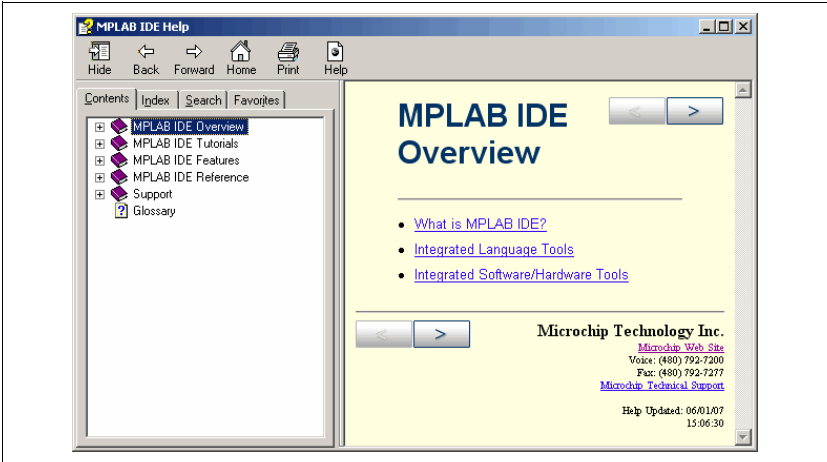 MPLAB IDE Help
Hide Back Forward Home Print Help
Contents Index Search Favorites
MPLAB IDE Overview
MPLAB IDE Tutorials
MPLAB IDE Features
MPLAB IDE Reference
Support
Glossary
MPLAB IDE
Overview
< >
What is MPLAB IDE?
Integrated Language Tools
Integrated Software/Hardware Tools
< >
Microchip Technology Inc.
Microchip Web Site
Voice: (480) 792-7200
Fax: (480) 792-7277
Microchip Technical Support
Help Updated: 06/01/07
15:06:30